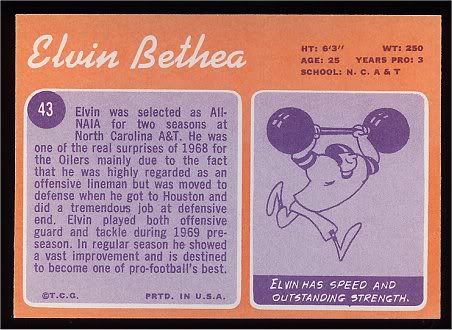 Elvin Bethea
HT: 6'3" WT: 250
AGE: 25 YEARS PRO: 3
SCHOOL: N. C. A & T
43
Elvin was selected as All-
NAIA for two seasons at
North Carolina A&T. He was
one of the real surprises of 1968 for
the Oilers mainly due to the fact
that he was highly regarded as an
offensive lineman but was moved to
defense when he got to Houston and
did a tremendous job at defensive
end. Elvin played both offensive
guard and tackle during 1969 pre-
season. In regular season he showed
a vast improvement and is destined
to become one of pro-football's best.
©T.C.G. PRTD. IN U.S.A.
ELVIN HAS SPEED AND
OUTSTANDING STRENGTH.